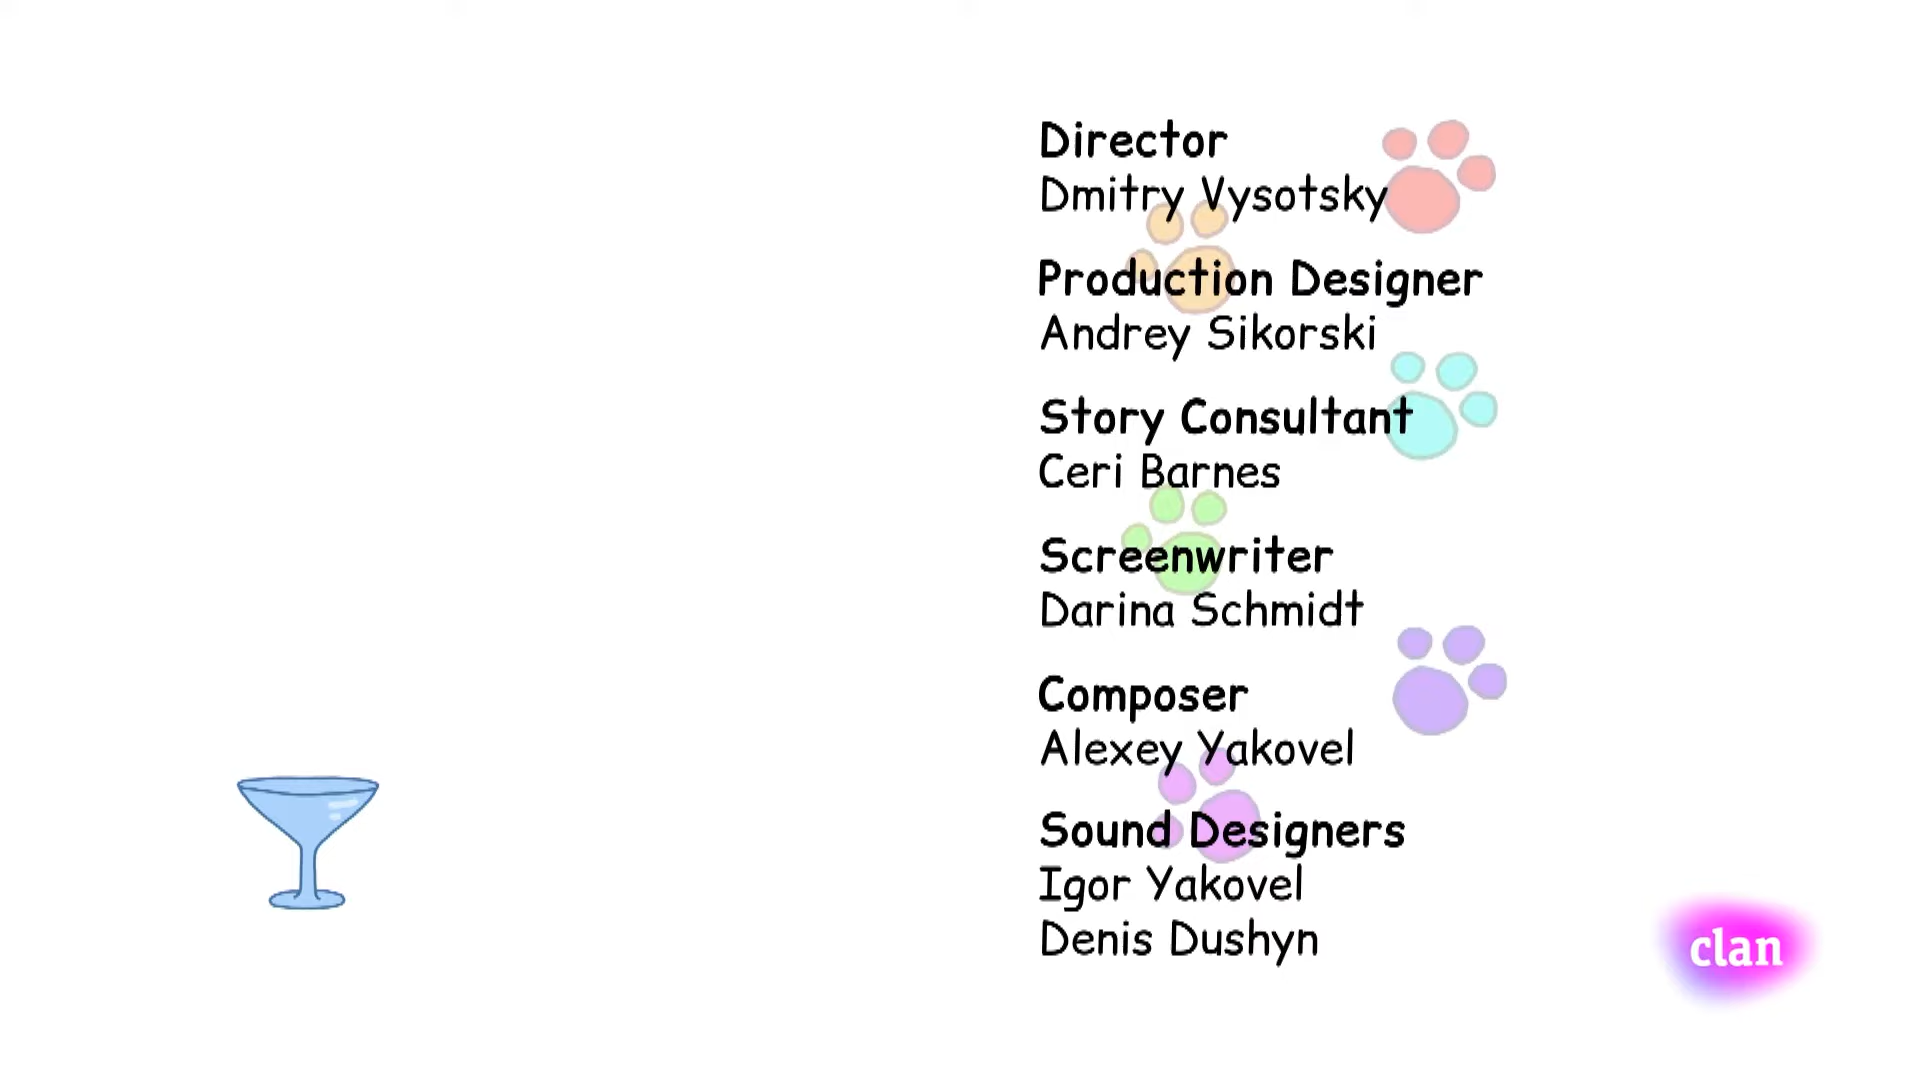 Director
Dmitry Vysotsky
Production Designer
Andrey Sikorski
Story Consultant
Ceri Barnes
Screenwriter
Darina Schmidt
Composer
Alexey Yakovel
Sound Designers
Igor Yakovel
Denis Dushyn
clan